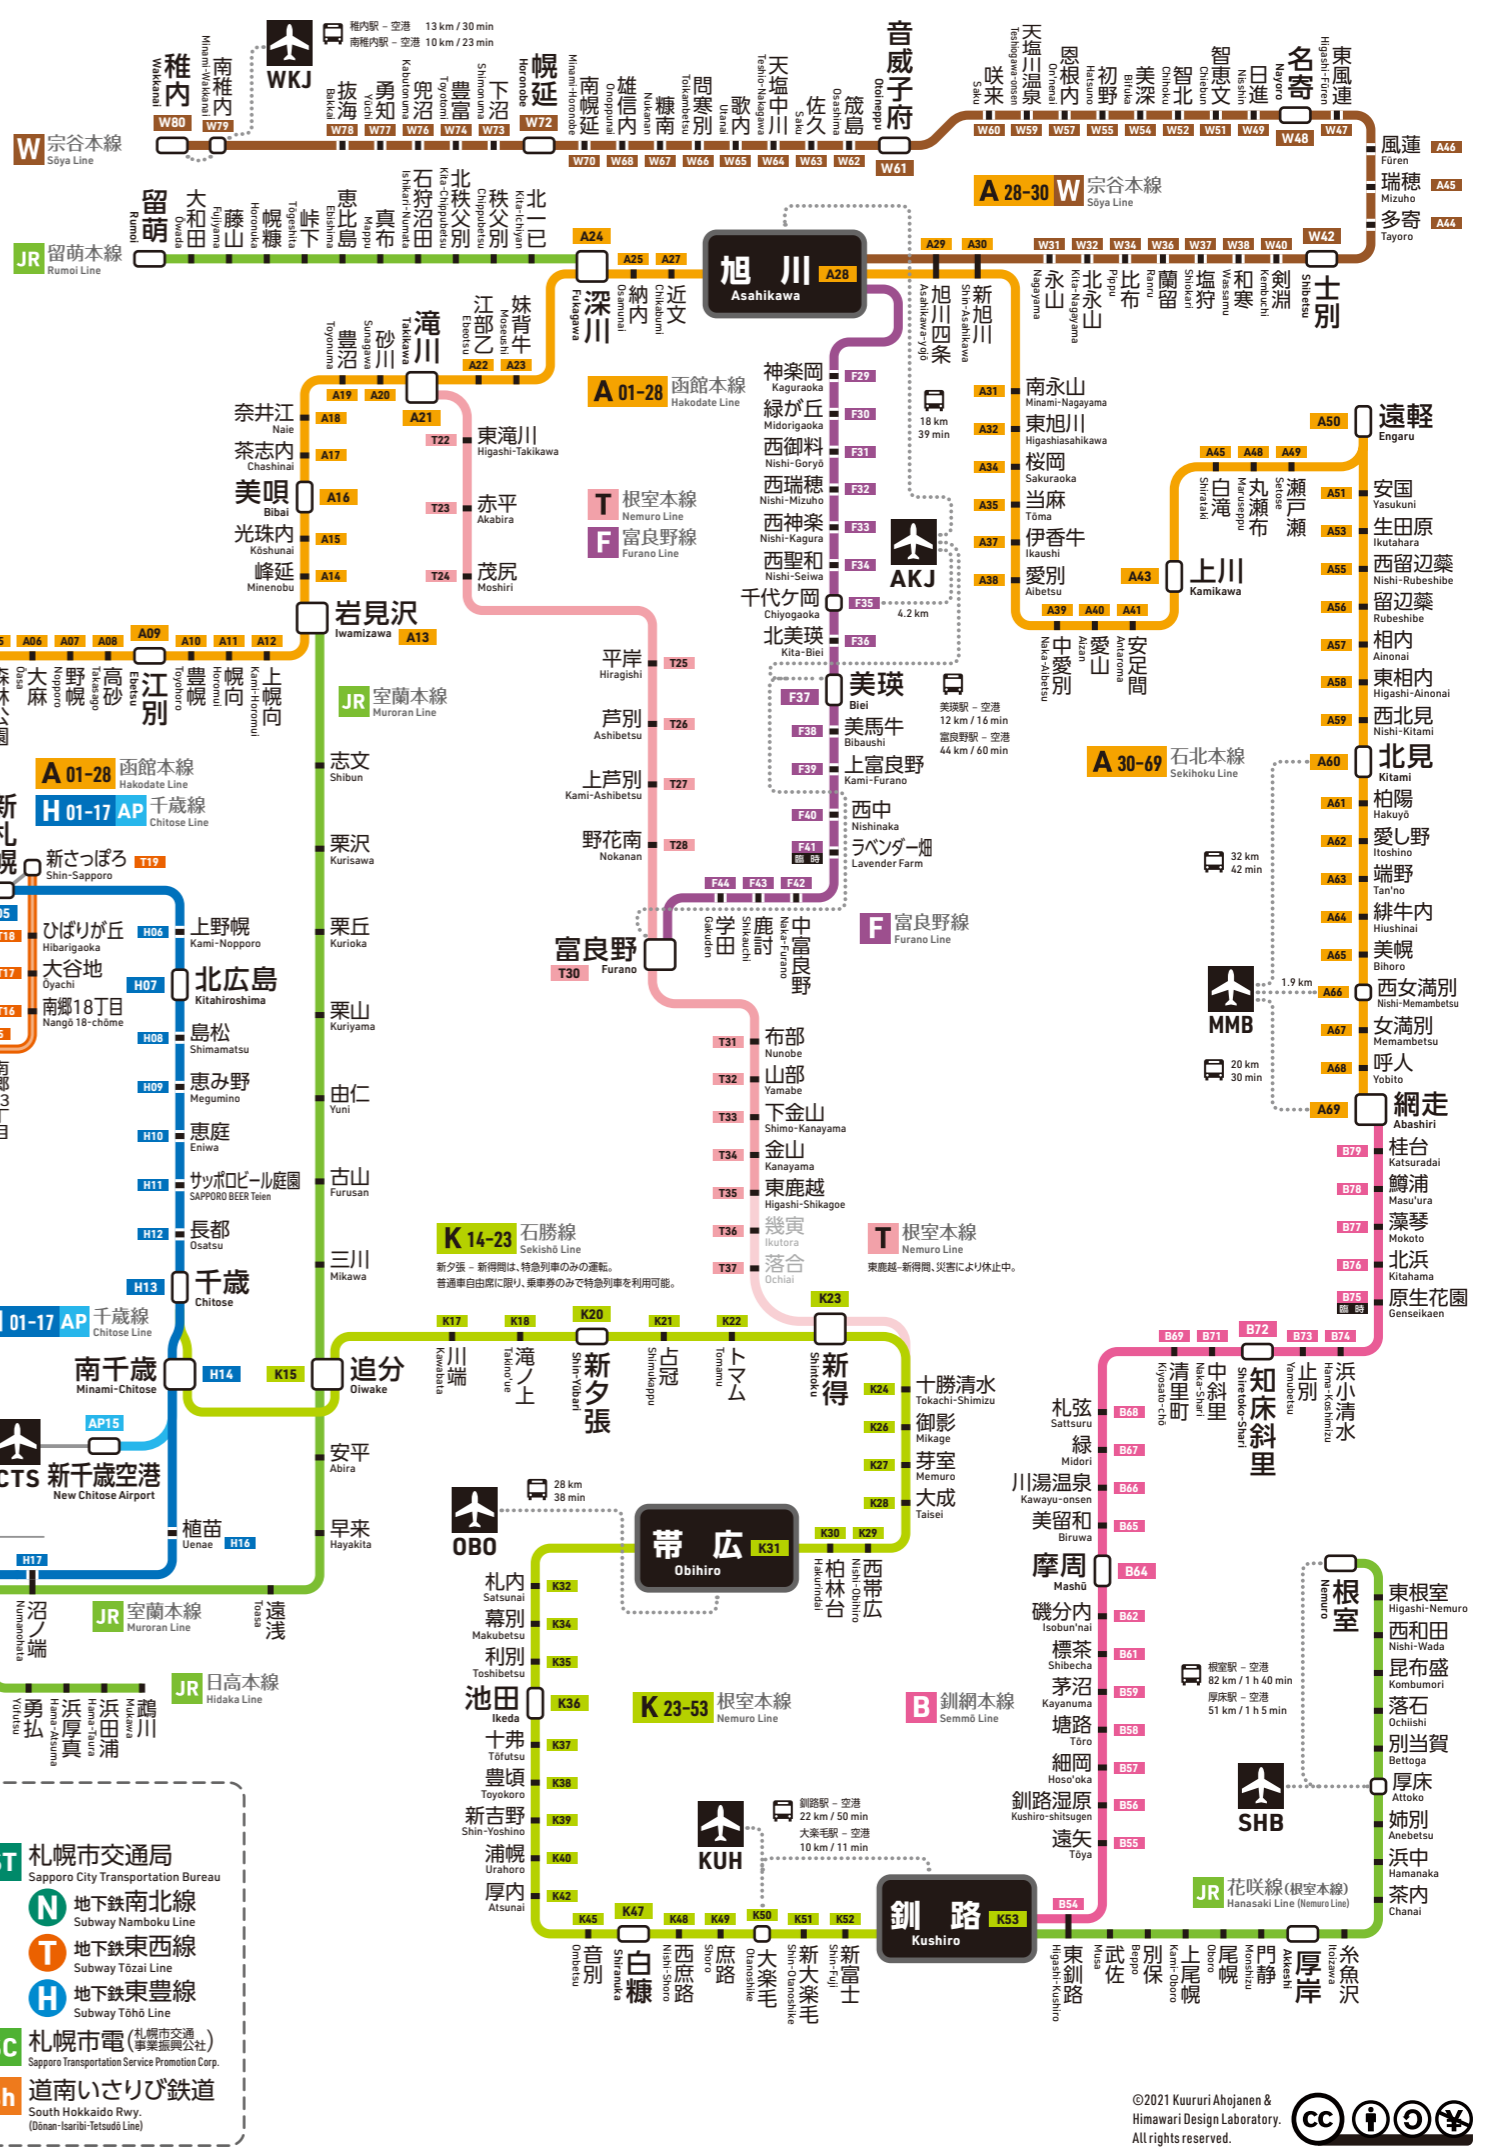 稚内駅 – 空港 13 km / 30 min
南稚内駅 – 空港 10 km / 23 min
WKJ
稚内
Wakkanai
W80
南稚内
Minami-Wakkanai
W79
抜海
Bakkai
W78
勇知
Yūchi
W77
兜沼
Kabutonuma
W76
豊富
Toyotomi
W74
下沼
Shimonuma
W73
幌延
Horonobe
W72
南幌延
Minami-Horonobe
W70
雄信内
Onoppunai
W68
糠南
Nukanan
W67
問寒別
Toikambetsu
W66
歌内
Utanai
W65
天塩中川
Teshio-Nakagawa
W64
佐久
Saku
W63
筬島
Osashima
W62
音威子府
Otoineppu
W61
咲来
Saku
W60
天塩川温泉
Teshiogawa-onsen
W59
恩根内
On'nenai
W57
初野
Hatsuno
W55
美深
Bifuka
W54
智北
Chihoku
W52
智恵文
Chiebun
W51
日進
Nisshin
W49
名寄
Nayoro
W48
東風連
Higashi-Fūren
W47
風蓮
Fūren
A46
瑞穂
Mizuho
A45
多寄
Tayoro
A44
W 宗谷本線
Sōya Line
A 28-30 W 宗谷本線
Sōya Line
JR 留萌本線
Rumoi Line
留萌
Rumoi
大和田
Ōwada
藤山
Fujiyama
幌糠
Horonuka
峠下
Tōgeshita
恵比島
Ebishima
真布
Mappu
石狩沼田
Ishikari-Numata
北秩父別
Kita-Chippubetsu
秩父別
Chippubetsu
北一已
Kita-Ichiyan
A24
深川
Fukagawa
A25
納内
Osamunai
A27
近文
Chikabumi
旭川 A28
Asahikawa
A29
旭川四条
Asahikawa-yojō
A30
新旭川
Shin-Asahikawa
W31
永山
Nagayama
W32
北永山
Kita-Nagayama
W34
比布
Pippu
W36
蘭留
Ranru
W37
塩狩
Shiokari
W38
和寒
Wassamu
W40
剣淵
Kembuchi
W42
士別
Shibetsu
豊沼
Toyonuma
A19
砂川
Sunagawa
A20
滝川
Takikawa
A21
江部乙
Ebeotsu
A22
妹背牛
Moseushi
A23
A 01-28 函館本線
Hakodate Line
奈井江 A18
Naie
茶志内 A17
Chashinai
美唄 A16
Bibai
光珠内 A15
Kōshunai
峰延 A14
Minenobu
岩見沢 A13
Iwamizawa
T22 東滝川
Higashi-Takikawa
T23 赤平
Akabira
T24 茂尻
Moshiri
平岸 T25
Hiragishi
芦別 T26
Ashibetsu
上芦別 T27
Kami-Ashibetsu
野花南 T28
Nokanan
富良野
T30 Furano
T 根室本線
Nemuro Line
F 富良野線
Furano Line
神楽岡 F29
Kaguraoka
緑が丘 F30
Midorigaoka
西御料 F31
Nishi-Goryō
西瑞穂 F32
Nishi-Mizuho
西神楽 F33
Nishi-Kagura
西聖和 F34
Nishi-Seiwa
千代ケ岡 F35
Chiyogaoka
4.2 km
北美瑛 F36
Kita-Biei
F37 美瑛
Biei
F38 美馬牛
Bibaushi
F39 上富良野
Kami-Furano
F40 西中
Nishinaka
F41 臨時 ラベンダー畑
Lavender Farm
F44
学田
Gakuden
F43
鹿討
Shikauchi
F42
中富良野
Naka-Furano
F 富良野線
Furano Line
18 km
39 min
AKJ
美瑛駅 – 空港
12 km / 16 min
富良野駅 – 空港
44 km / 60 min
A31 南永山
Minami-Nagayama
A32 東旭川
Higashiasahikawa
A34 桜岡
Sakuraoka
A35 当麻
Tōma
A37 伊香牛
Ikaushi
A38 愛別
Aibetsu
A39
中愛別
Naka-Aibetsu
A40
愛山
Aizan
A41
安足間
Antaroma
A43 上川
Kamikawa
A45
白滝
Shirataki
A48
丸瀬布
Maruseppu
A49
瀬戸瀬
Setose
A50 遠軽
Engaru
A51 安国
Yasukuni
A53 生田原
Ikutahara
A55 西留辺蘂
Nishi-Rubeshibe
A56 留辺蘂
Rubeshibe
A57 相内
Ainonai
A58 東相内
Higashi-Ainonai
A59 西北見
Nishi-Kitami
A60 北見
Kitami
A61 柏陽
Hakuyō
A62 愛し野
Itoshino
A63 端野
Tan'no
A64 緋牛内
Hiushinai
A65 美幌
Bihoro
A66 西女満別
Nishi-Memambetsu
A67 女満別
Memambetsu
A68 呼人
Yobito
A69 網走
Abashiri
A 30-69 石北本線
Sekihoku Line
32 km
42 min
MMB
1.9 km
20 km
30 min
A06
大麻
Ōasa
A07
野幌
Nopporo
A08
高砂
Takasago
A09
江別
Ebetsu
A10
豊幌
Toyohoro
A11
幌向
Horomui
A12
上幌向
Kami-Horomui
森林公園
A 01-28 函館本線
Hakodate Line
H 01-17 AP 千歳線
Chitose Line
JR 室蘭本線
Muroran Line
新札幌
新さっぽろ T19
Shin-Sapporo
ひばりが丘
Hibarigaoka
T18
大谷地
Ōyachi
T17
南郷18丁目
Nangō 18-chōme
T16
H06 上野幌
Kami-Nopporo
H07 北広島
Kitahiroshima
H08 島松
Shimamatsu
H09 恵み野
Megumino
H10 恵庭
Eniwa
H11 サッポロビール庭園
SAPPORO BEER Teien
H12 長都
Osatsu
H13 千歳
Chitose
01-17 AP 千歳線
Chitose Line
南千歳 H14
Minami-Chitose
AP15
新千歳空港
New Chitose Airport
CTS
植苗
Uenae H16
H17
沼ノ端
Numanohata
志文
Shibun
栗沢
Kurisawa
栗丘
Kurioka
栗山
Kuriyama
由仁
Yuni
古山
Furusan
三川
Mikawa
K15 追分
Oiwake
安平
Abira
早来
Hayakita
遠浅
Toasa
JR 室蘭本線
Muroran Line
JR 日高本線
Hidaka Line
勇払
Yūfutsu
浜厚真
Hama-Atsuma
浜田浦
Hama-Taura
鵡川
Mukawa
T31 布部
Nunobe
T32 山部
Yamabe
T33 下金山
Shimo-Kanayama
T34 金山
Kanayama
T35 東鹿越
Higashi-Shikagoe
T36 幾寅
Ikutora
T37 落合
Ochiai
K 14-23 石勝線
Sekishō Line
新夕張 – 新得間は、特急列車のみの運転。
普通車自由席に限り、乗車券のみで特急列車を利用可能。
T 根室本線
Nemuro Line
東鹿越–新得間、災害により休止中。
K17
川端
Kawabata
K18
滝ノ上
Takino'ue
K20
新夕張
Shin-Yūbari
K21
占冠
Shimukappu
K22
トマム
Tomamu
K23
新得
Shintoku
K24 十勝清水
Tokachi-Shimizu
K26 御影
Mikage
K27 芽室
Memuro
K28 大成
Taisei
K29
西帯広
Nishi-Obihiro
K30
柏林台
Hakurindai
帯広 K31
Obihiro
28 km
38 min
OBO
札内 K32
Satsunai
幕別 K34
Makubetsu
利別 K35
Toshibetsu
池田 K36
Ikeda
十弗 K37
Tōfutsu
豊頃 K38
Toyokoro
新吉野 K39
Shin-Yoshino
浦幌 K40
Urahoro
厚内 K42
Atsunai
K45
音別
Ombetsu
K47
白糠
Shiranuka
K48
西庶路
Nishi-Shoro
K49
庶路
Shoro
K50
大楽毛
Otanoshike
K51
新大楽毛
Shin-Otanoshike
K52
新富士
Shin-Fuji
釧路 K53
Kushiro
K 23-53 根室本線
Nemuro Line
KUH
釧路駅 – 空港
22 km / 50 min
大楽毛駅 – 空港
10 km / 11 min
B 釧網本線
Semmō Line
B79 桂台
Katsuradai
B78 鱒浦
Masu'ura
B77 藻琴
Mokoto
B76 北浜
Kitahama
B75 臨時 原生花園
Genseikaen
B74
浜小清水
Hama-Koshimizu
B73
止別
Yamubetsu
B72
知床斜里
Shiretoko-Shari
B71
中斜里
Naka-Shari
B69
清里町
Kiyosato-chō
札弦 B68
Sattsuru
緑 B67
Midori
川湯温泉 B66
Kawayu-onsen
美留和 B65
Biruwa
摩周 B64
Mashū
磯分内 B62
Isobun'nai
標茶 B61
Shibecha
茅沼 B59
Kayanuma
塘路 B58
Tōro
細岡 B57
Hoso'oka
釧路湿原 B56
Kushiro-shitsugen
遠矢 B55
Tōya
B54
東釧路
Higashi-Kushiro
武佐
Musa
別保
Beppo
上尾幌
Kami-Oboro
尾幌
Oboro
門静
Monshizu
厚岸
Akkeshi
糸魚沢
Itoizawa
茶内
Chanai
浜中
Hamanaka
姉別
Anebetsu
厚床
Attoko
別当賀
Bettoga
落石
Ochiishi
昆布盛
Kombumori
西和田
Nishi-Wada
東根室
Higashi-Nemuro
根室
Nemuro
根室駅 – 空港
82 km / 1 h 40 min
厚床駅 – 空港
51 km / 1 h 5 min
SHB
JR 花咲線(根室本線)
Hanasaki Line (Nemuro Line)
ST 札幌市交通局
Sapporo City Transportation Bureau
N 地下鉄南北線
Subway Namboku Line
T 地下鉄東西線
Subway Tōzai Line
H 地下鉄東豊線
Subway Tōhō Line
SC 札幌市電(札幌市交通事業振興公社)
Sapporo Transportation Service Promotion Corp.
sh 道南いさりび鉄道
South Hokkaido Rwy.
(Dōnan-Isaribi-Tetsudō Line)
©2021 Kuururi Ahojanen &
Himawari Design Laboratory.
All rights reserved.
cc